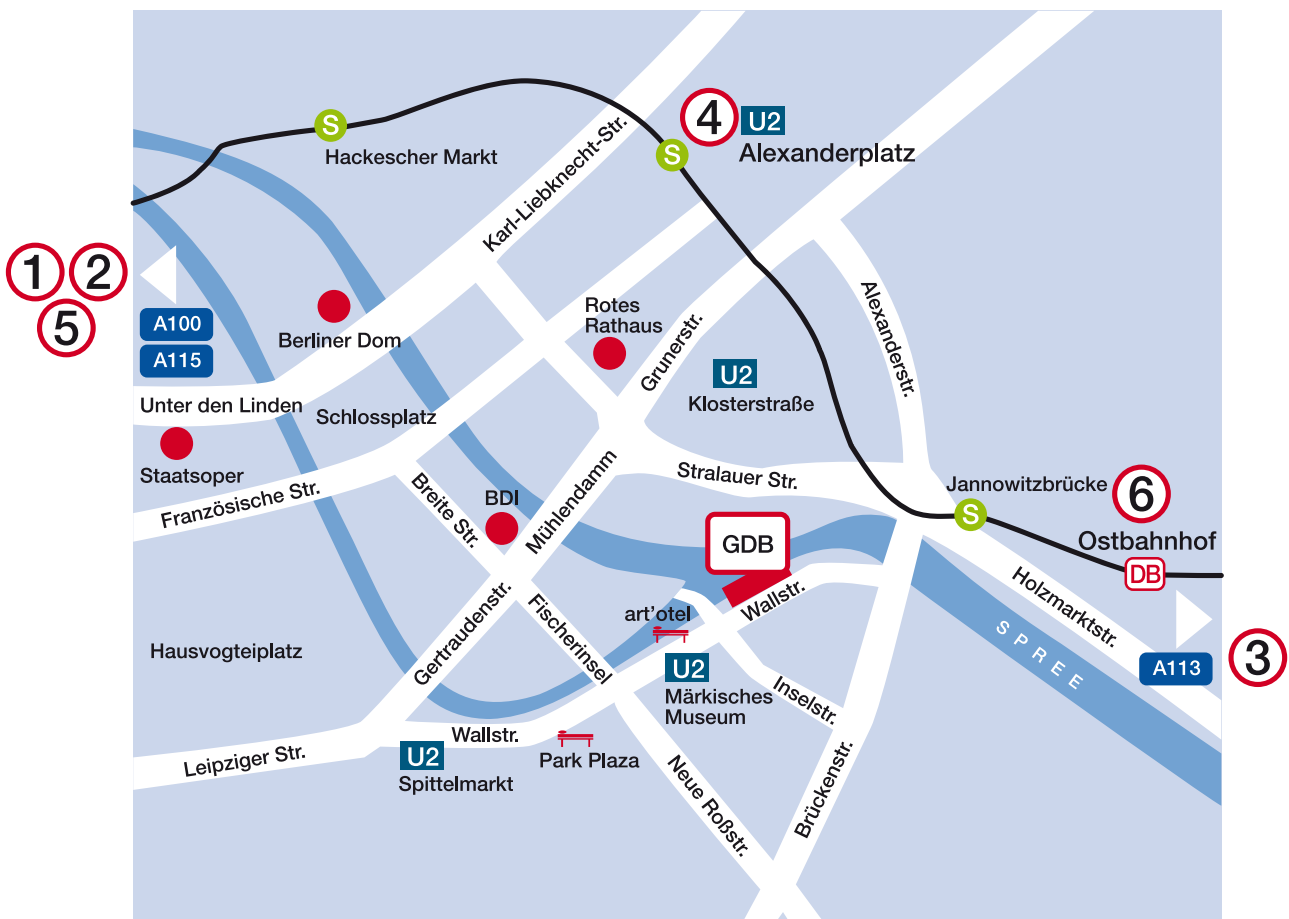 4
U2
S
S
Alexanderplatz
Hackescher Markt
Karl-Liebknecht-Str.
1
2
5
A100
A115
Berliner Dom
Rotes
Rathaus
Grunerstr.
Alexanderstr.
U2
Klosterstraße
Unter den Linden
Schlossplatz
Staatsoper
Französische Str.
Breite Str.
BDI
Mühlendamm
Stralauer Str.
Jannowitzbrücke
6
S
Ostbahnhof
DB
GDB
Wallstr.
Holzmarktstr.
SPREE
A113
3
Hausvogteiplatz
Gertraudenstr.
Fischerinsel
art'otel
U2
Märkisches
Museum
Inselstr.
Leipziger Str.
Wallstr.
U2
Spittelmarkt
Park Plaza
Neue Roßstr.
Brückenstr.